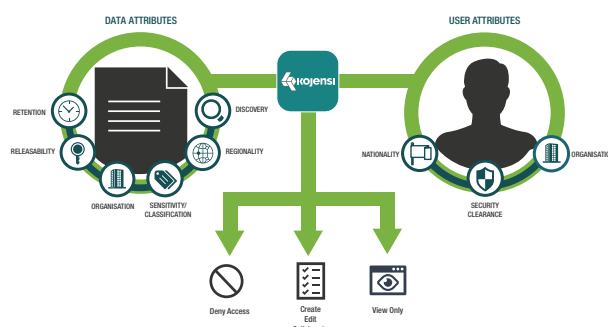 DATA ATTRIBUTES
USER ATTRIBUTES
KOJENSI
RETENTION
DISCOVERY
RELEASABILITY
REGIONALITY
NATIONALITY
ORGANISATION
SENSITIVITY/
CLASSIFICATION
SECURITY
CLEARANCE
Deny Access
Create
Edit
View Only